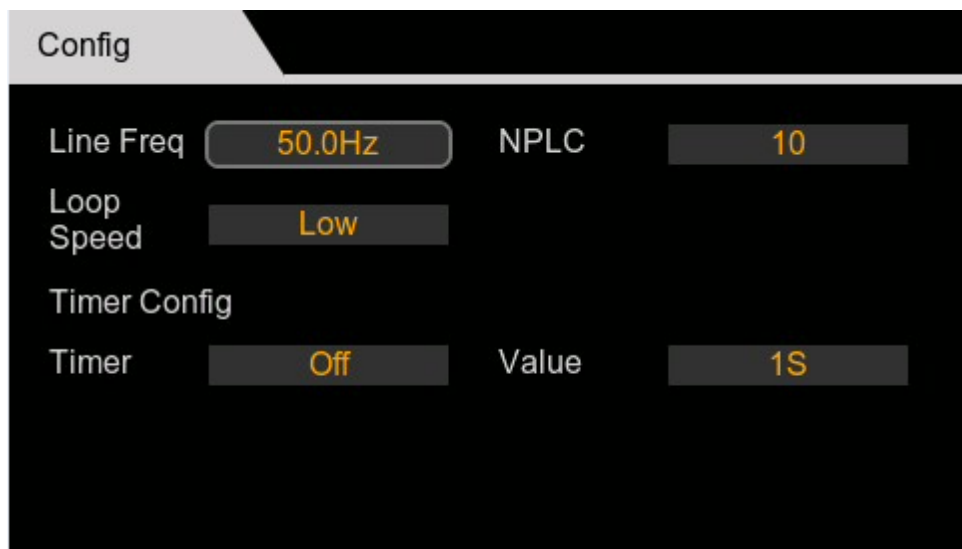 Config
Line Freq 50.0Hz NPLC 10
Loop
Speed Low
Timer Config
Timer Off Value 1S